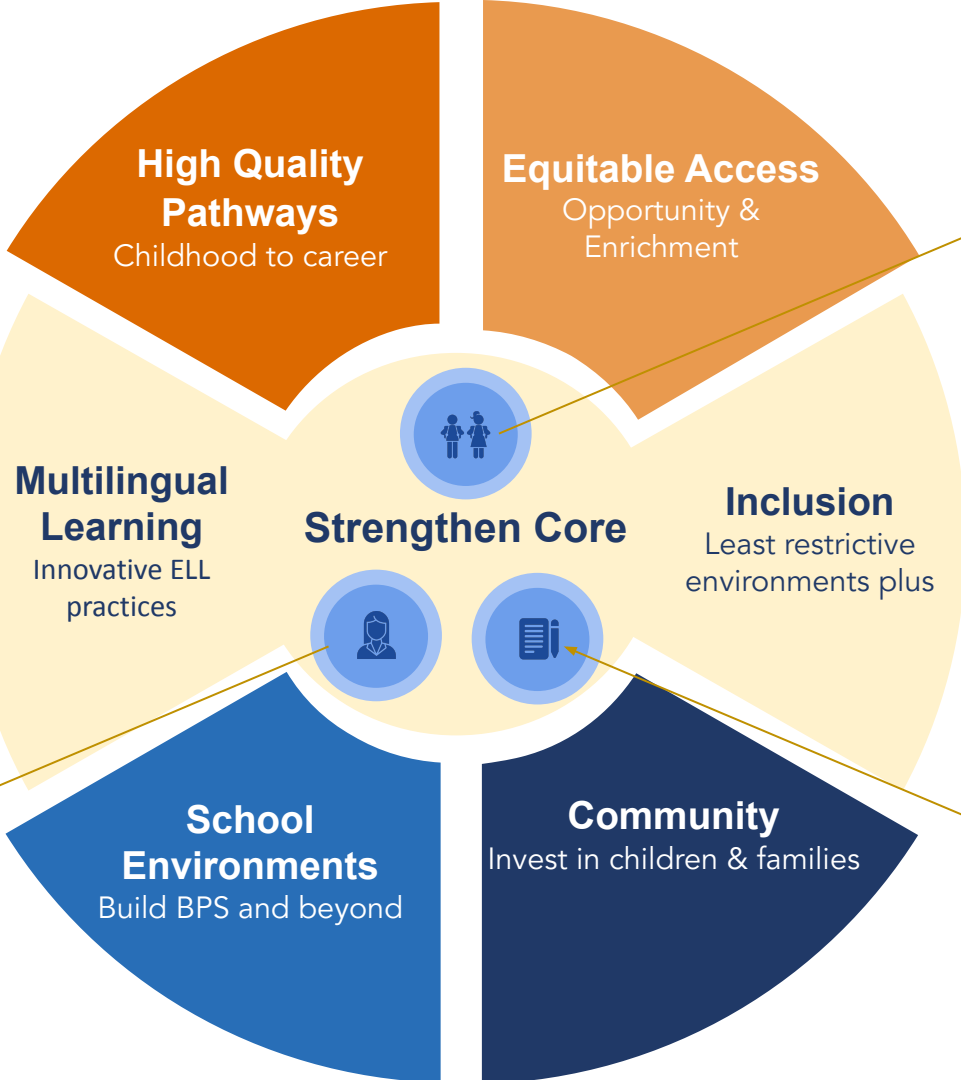 High Quality
Pathways
Childhood to career
Equitable Access
Opportunity &
Enrichment
Multilingual
Learning
Innovative ELL
practices
Strengthen Core
Inclusion
Least restrictive
environments plus
School
Environments
Build BPS and beyond
Community
Invest in children & families